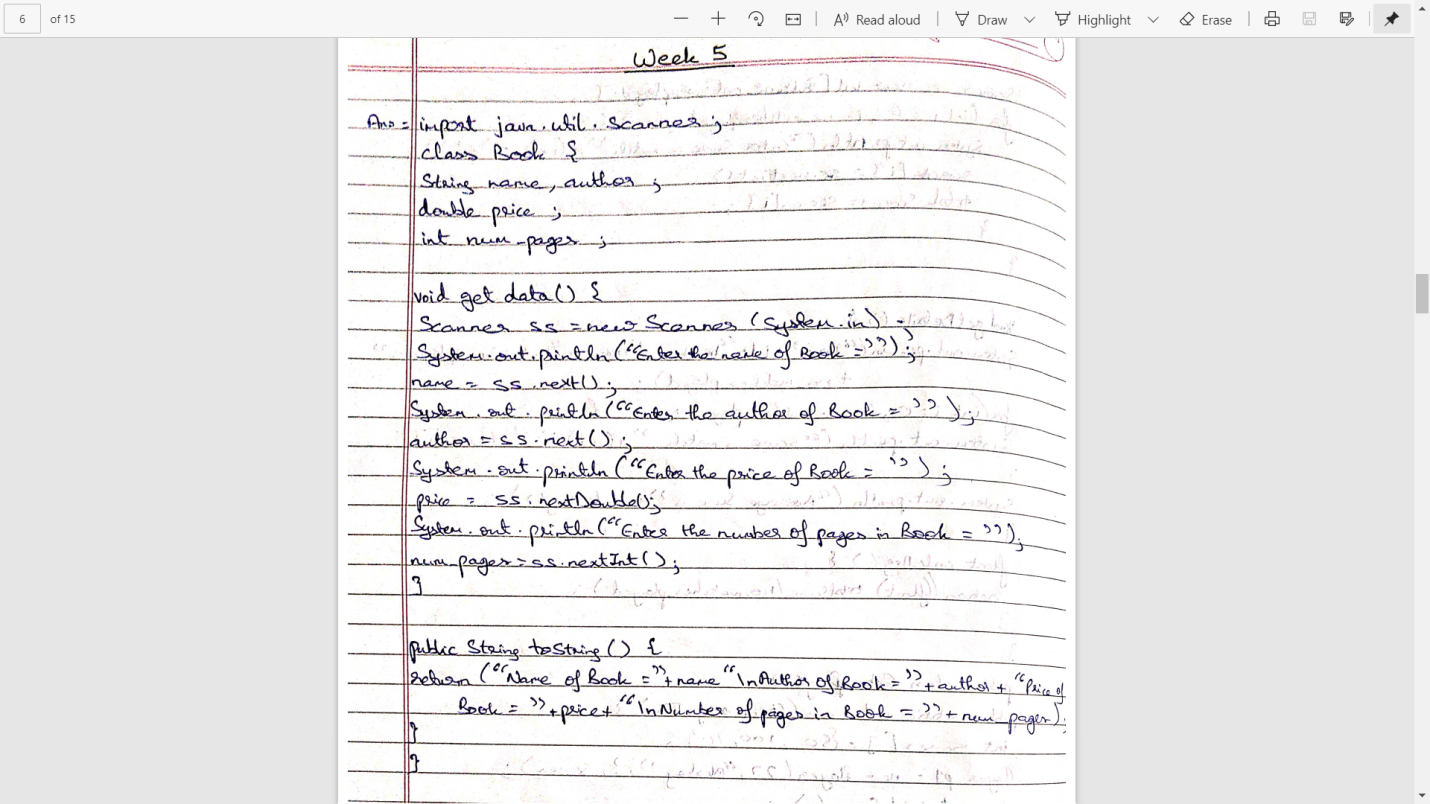 6 of 15 Read aloud Draw Highlight Erase
Week 5
Ans = import java.util.Scanner;
class Book {
String name, author;
double price;
int num_pages;
void get data() {
Scanner ss = new Scanner (System.in);
System.out.println("Enter the name of Book =");
name = ss.next();
System.out.println("Enter the author of Book = ");
author = ss.next();
System.out.println("Enter the price of Book = ");
price = ss.nextDouble();
System.out.println("Enter the number of pages in Book = ");
num_pages = ss.nextInt();
}
public String toString() {
return ("Name of Book ="+name "\nAuthor of Book ="+author + "Price of
Book = "+price+ "\nNumber of pages in Book = "+num_pages);
}
}